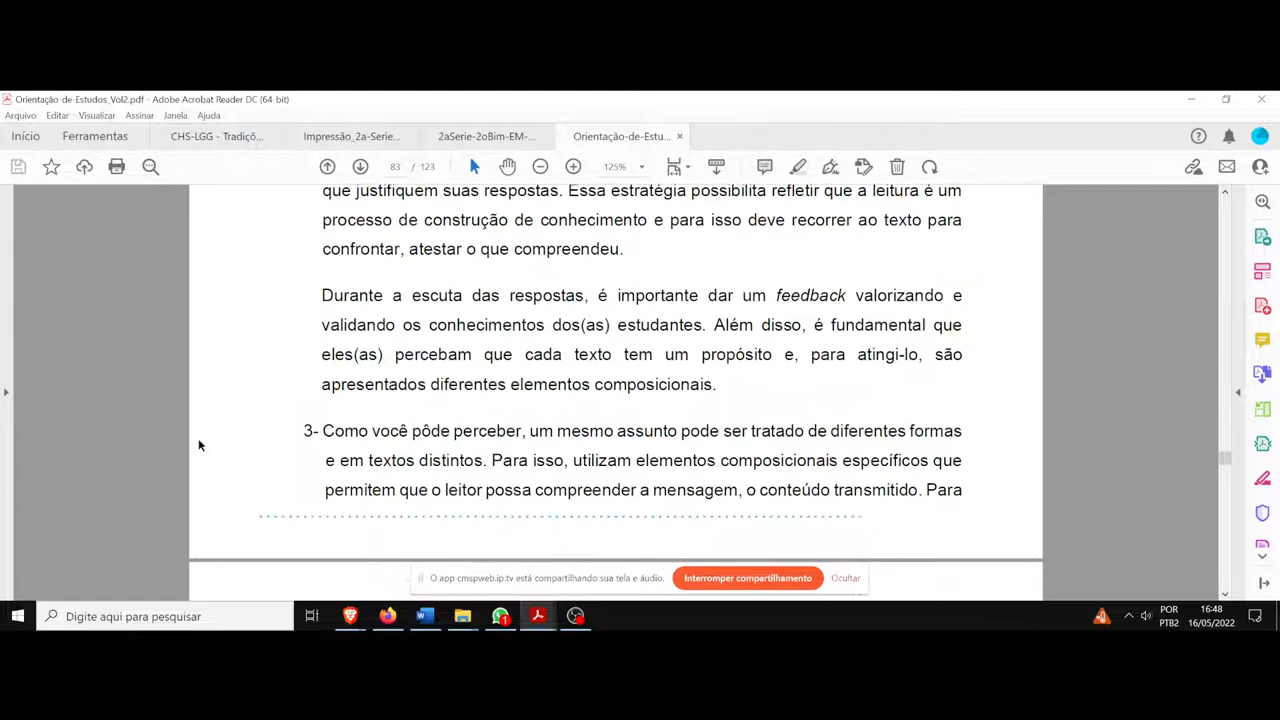 Orientação-de-Estudos_Vol2.pdf - Adobe Acrobat Reader DC (64-bit)
Arquivo Editar Visualizar Assinar Janela Ajuda
Início Ferramentas CHS-LGG - Tradiçõ... Impressão_2a-Serie... 2aSerie-2oBim-EM-... Orientação-de-Estu...
83 / 123 125%
que justifiquem suas respostas. Essa estratégia possibilita refletir que a leitura é um
processo de construção de conhecimento e para isso deve recorrer ao texto para
confrontar, atestar o que compreendeu.
Durante a escuta das respostas, é importante dar um feedback valorizando e
validando os conhecimentos dos(as) estudantes. Além disso, é fundamental que
eles(as) percebam que cada texto tem um propósito e, para atingi-lo, são
apresentados diferentes elementos composicionais.
3- Como você pôde perceber, um mesmo assunto pode ser tratado de diferentes formas
e em textos distintos. Para isso, utilizam elementos composicionais específicos que
permitem que o leitor possa compreender a mensagem, o conteúdo transmitido. Para
O app cmspweb.ip.tv está compartilhando sua tela e áudio. Interromper compartilhamento Ocultar
Digite aqui para pesquisar
1
POR 16:48
PTB2 16/05/2022